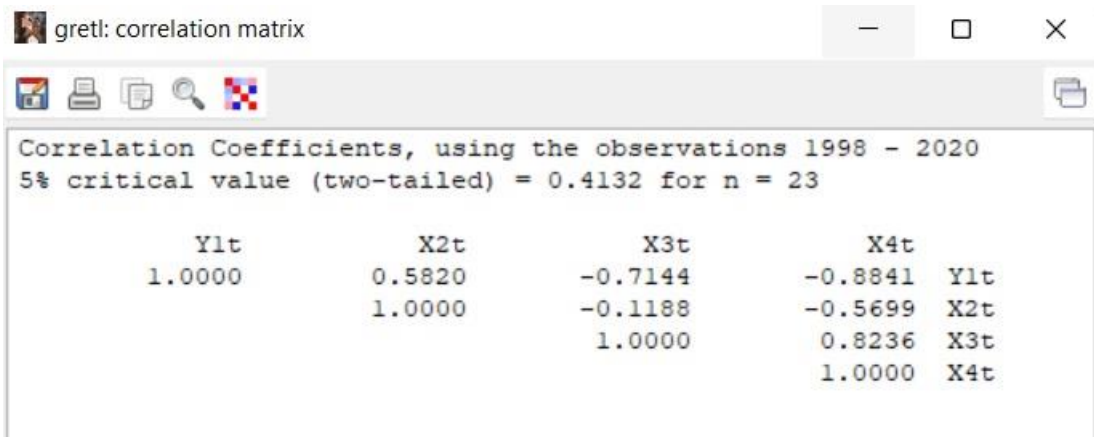 gretl: correlation matrix
Correlation Coefficients, using the observations 1998 - 2020
5% critical value (two-tailed) = 0.4132 for n = 23
Y1t X2t X3t X4t
1.0000 0.5820 -0.7144 -0.8841 Y1t
1.0000 -0.1188 -0.5699 X2t
1.0000 0.8236 X3t
1.0000 X4t